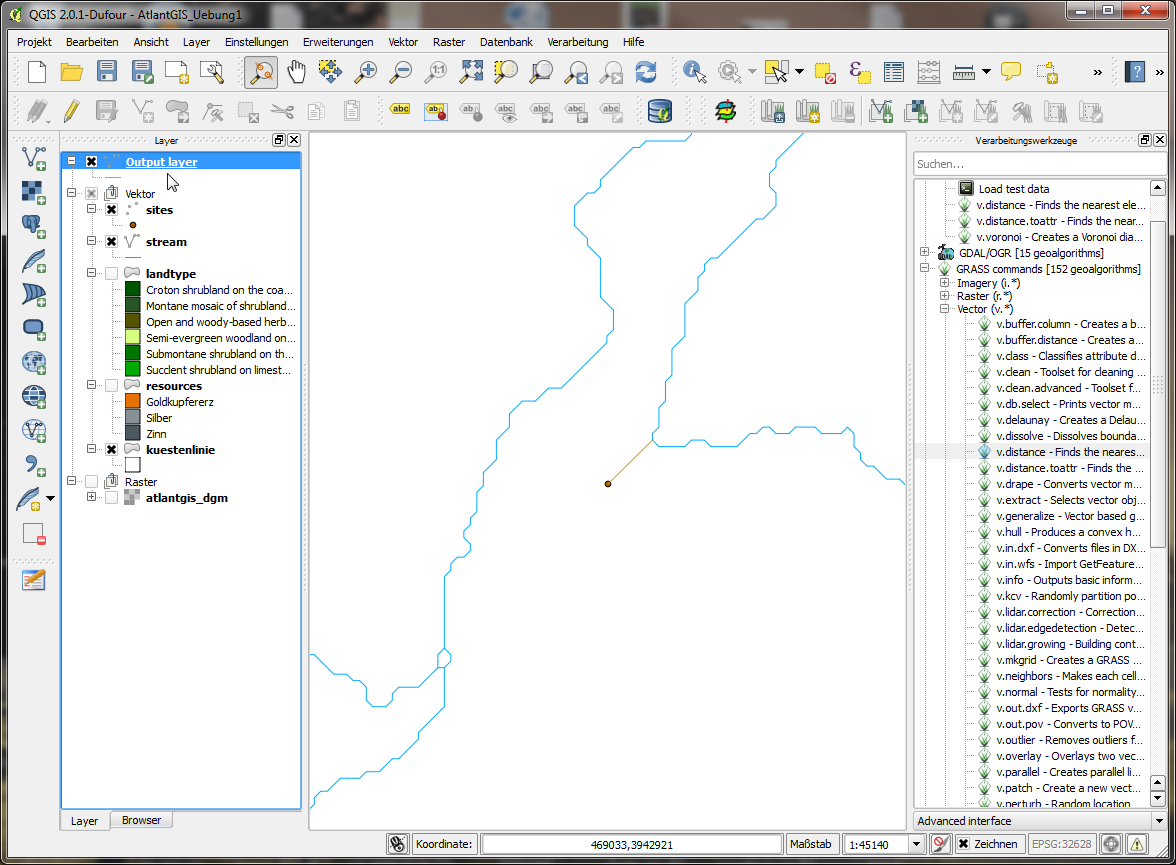 QGIS 2.0.1-Dufour - AtlantGIS_Uebung1
Projekt Bearbeiten Ansicht Layer Einstellungen Erweiterungen Vektor Raster Datenbank Verarbeitung Hilfe
1:1
abc ab abc abc abc abc
Layer
Output layer
Vektor
sites
stream
landtype
Croton shrubland on the coa...
Montane mosaic of shrubland...
Open and woody-based herb...
Semi-evergreen woodland on...
Submontane shrubland on th...
Succlent shrubland on limest...
resources
Goldkupfererz
Silber
Zinn
kuestenlinie
Raster
atlantgis_dgm
Layer Browser
Verarbeitungswerkzeuge
Suchen...
Load test data
v.distance - Finds the nearest ele...
v.distance.toattr - Finds the near...
v.voronoi - Creates a Voronoi dia...
GDAL/OGR [15 geoalgorithms]
GRASS commands [152 geoalgorithms]
Imagery (i.*)
Raster (r.*)
Vector (v.*)
v.buffer.column - Creates a b...
v.buffer.distance - Creates a...
v.class - Classifies attribute d...
v.clean - Toolset for cleaning ...
v.clean.advanced - Toolset f...
v.db.select - Prints vector m...
v.delaunay - Creates a Delau...
v.dissolve - Dissolves bounda...
v.distance - Finds the neares...
v.distance.toattr - Finds the ...
v.drape - Converts vector m...
v.extract - Selects vector obj...
v.generalize - Vector based g...
v.hull - Produces a convex h...
v.in.dxf - Converts files in DX...
v.in.wfs - Import GetFeature...
v.info - Outputs basic inform...
v.kcv - Randomly partition po...
v.lidar.correction - Correction...
v.lidar.edgedetection - Detec...
v.lidar.growing - Building cont...
v.mkgrid - Creates a GRASS ...
v.neighbors - Makes each cell...
v.normal - Tests for normality...
v.out.dxf - Exports GRASS v...
v.out.pov - Converts to POV...
v.outlier - Removes outliers f...
v.overlay - Overlays two vec...
v.parallel - Creates parallel li...
v.patch - Create a new vect...
v.perturb - Random location
Advanced interface
Koordinate: 469033,3942921 Maßstab 1:45140 Zeichnen EPSG:32628